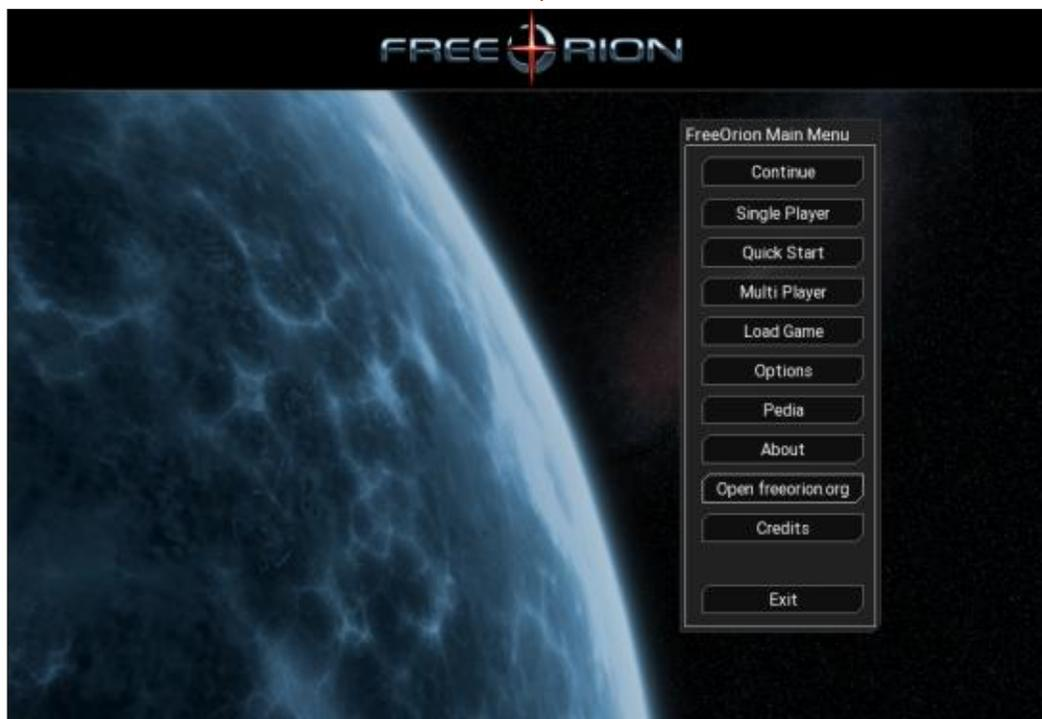 FREEORION
FreeOrion Main Menu
Continue
Single Player
Quick Start
Multi Player
Load Game
Options
Pedia
About
Open freeorion.org
Credits
Exit